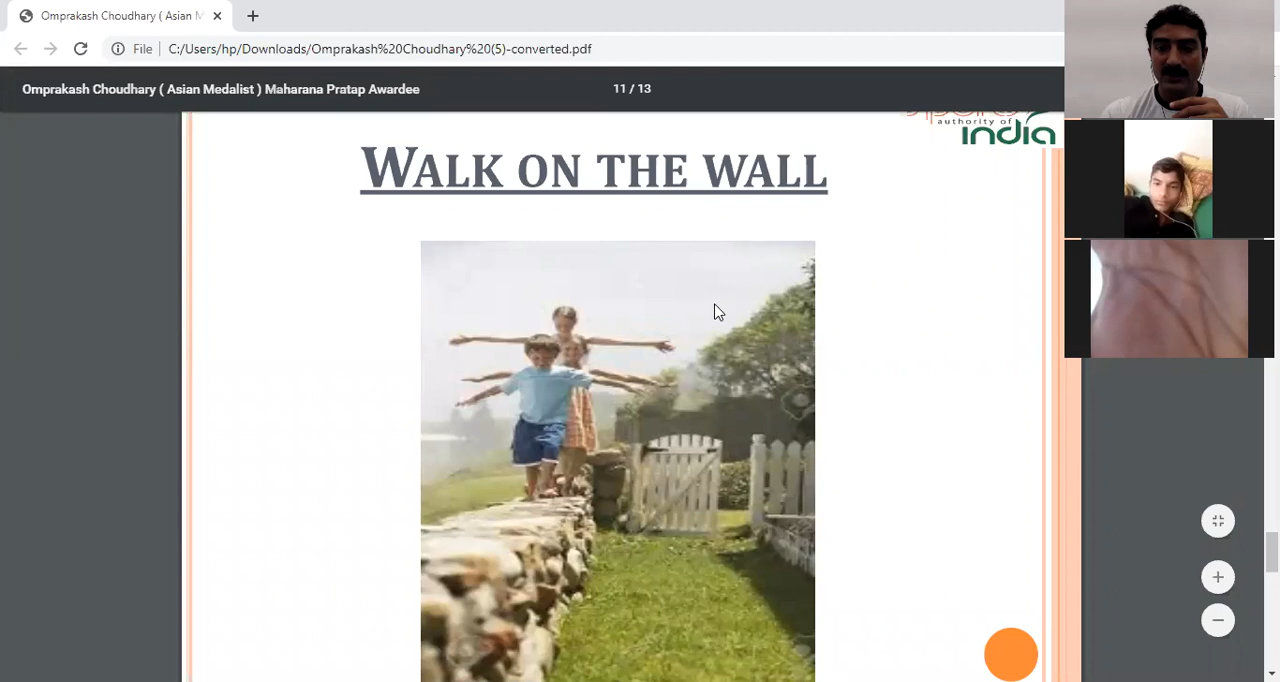 Omprakash Choudhary ( Asian M
File
C:/Users/hp/Downloads/Omprakash%20Choudhary%20(5)-converted.pdf
Omprakash Choudhary ( Asian Medalist ) Maharana Pratap Awardee
11 / 13
authority of
india
WALK ON THE WALL